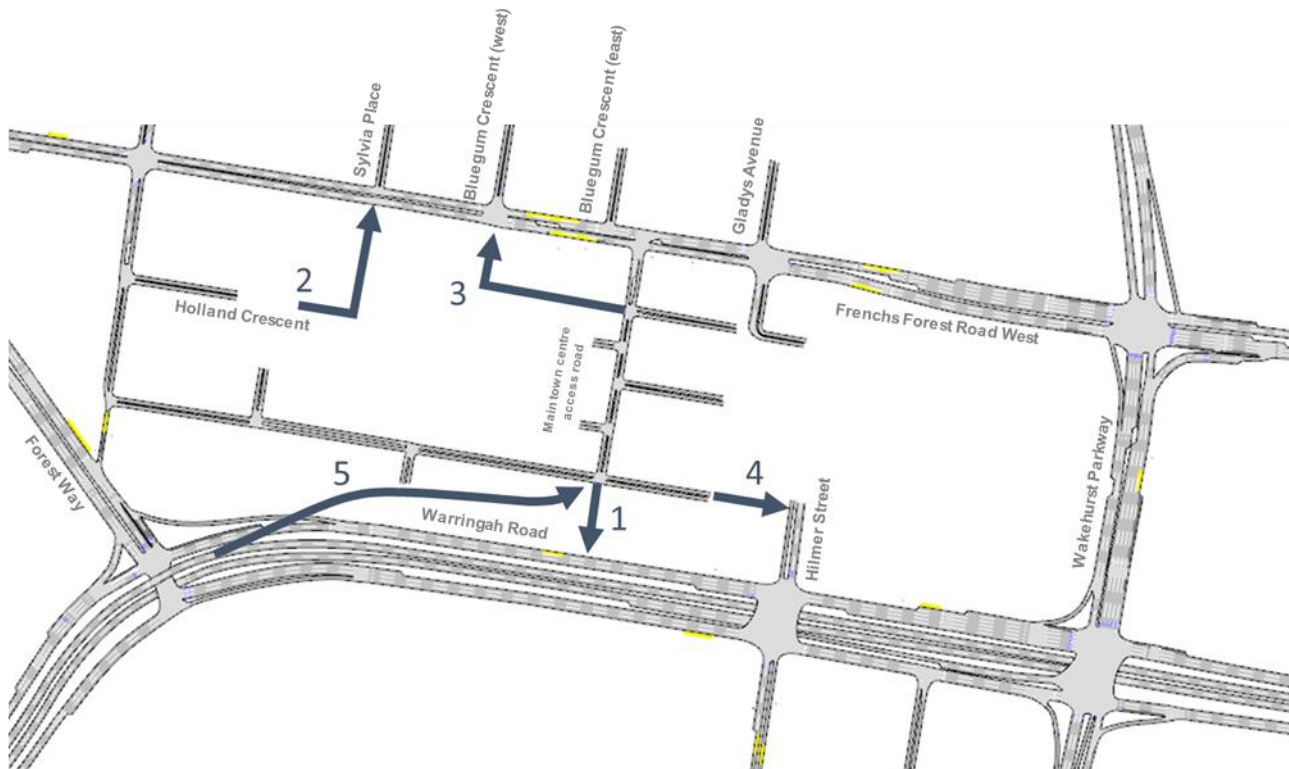 Sylvia Place
Bluegum Crescent (west)
Bluegum Crescent (east)
Gladys Avenue
2
3
Holland Crescent
Frenchs Forest Road West
Main town centre
access road
Forest Way
5
4
1
Warringah Road
Hilmer Street
Wakehurst Parkway